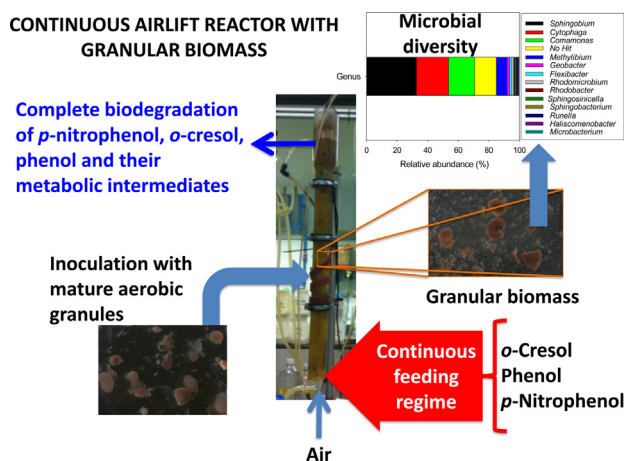 CONTINUOUS AIRLIFT REACTOR WITH
GRANULAR BIOMASS
Microbial
diversity
Genus
0 20 40 60 80 100
Relative abundance (%)
Sphingobium
Cytophaga
Comamonas
No Hit
Methylibium
Geobacter
Flexibacter
Rhodomicrobium
Rhodobacter
Sphingosinicella
Sphingobacterium
Runella
Haliscomenobacter
Microbacterium
Complete biodegradation
of p-nitrophenol, o-cresol,
phenol and their
metabolic intermediates
Inoculation with
mature aerobic
granules
Granular biomass
Continuous
feeding
regime
o-Cresol
Phenol
p-Nitrophenol
Air